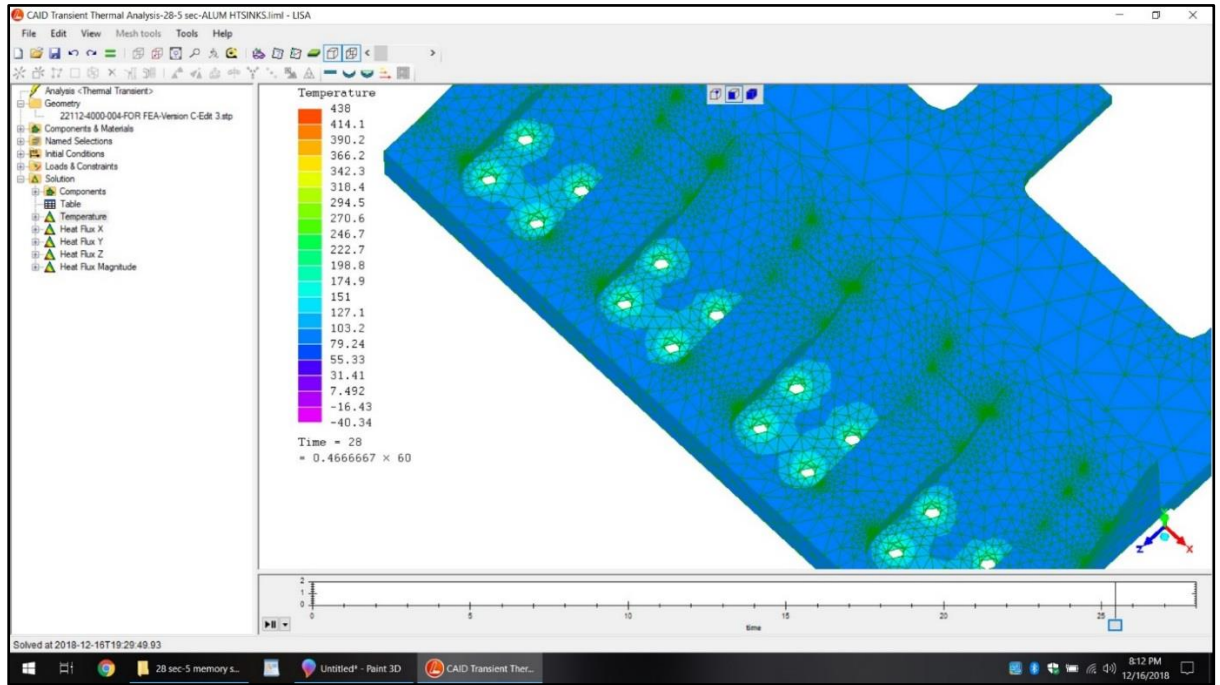 CAID Transient Thermal Analysis-28-5 sec-ALUM HTSINKS.liml - LISA
File Edit View Mesh tools Tools Help
Analysis <Thermal Transient>
Geometry
22112-4000-004-FOR FEA-Version C-Edit 3.stp
Components & Materials
Named Selections
Initial Conditions
Loads & Constraints
Solution
Components
Table
Temperature
Heat Flux X
Heat Flux Y
Heat Flux Z
Heat Flux Magnitude
Temperature
438
414.1
390.2
366.2
342.3
318.4
294.5
270.6
246.7
222.7
198.8
174.9
151
127.1
103.2
79.24
55.33
31.41
7.492
-16.43
-40.34
Time = 28
= 0.4666667 × 60
Z
X
2
1
0
0 5 10 15 20 25
time
Solved at 2018-12-16T19:29:49.93
28 sec-5 memory s...
Untitled* - Paint 3D
CAID Transient Ther...
8:12 PM
12/16/2018